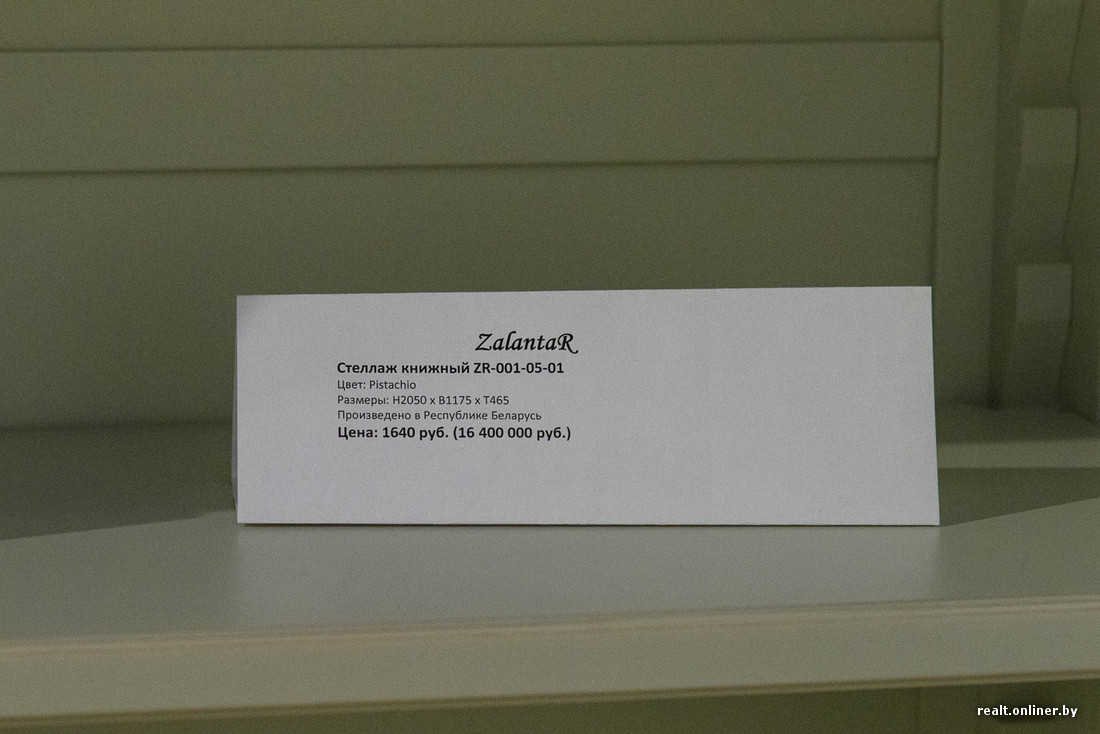 ZalantaR
Стеллаж книжный ZR-001-05-01
Цвет: Pistachio
Размеры: H2050 x B1175 x T465
Произведено в Республике Беларусь
Цена: 1640 руб. (16 400 000 руб.)
realt.onliner.by